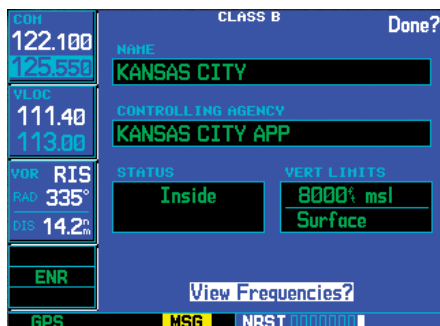 COM
122.100
125.550
VLOC
111.40
113.00
VOR RIS
RAD 335°
DIS 14.2nm
ENR
GPS
CLASS B
Done?
NAME
KANSAS CITY
CONTROLLING AGENCY
KANSAS CITY APP
STATUS
Inside
VERT LIMITS
8000ft msl
Surface
View Frequencies?
MSG
NRST